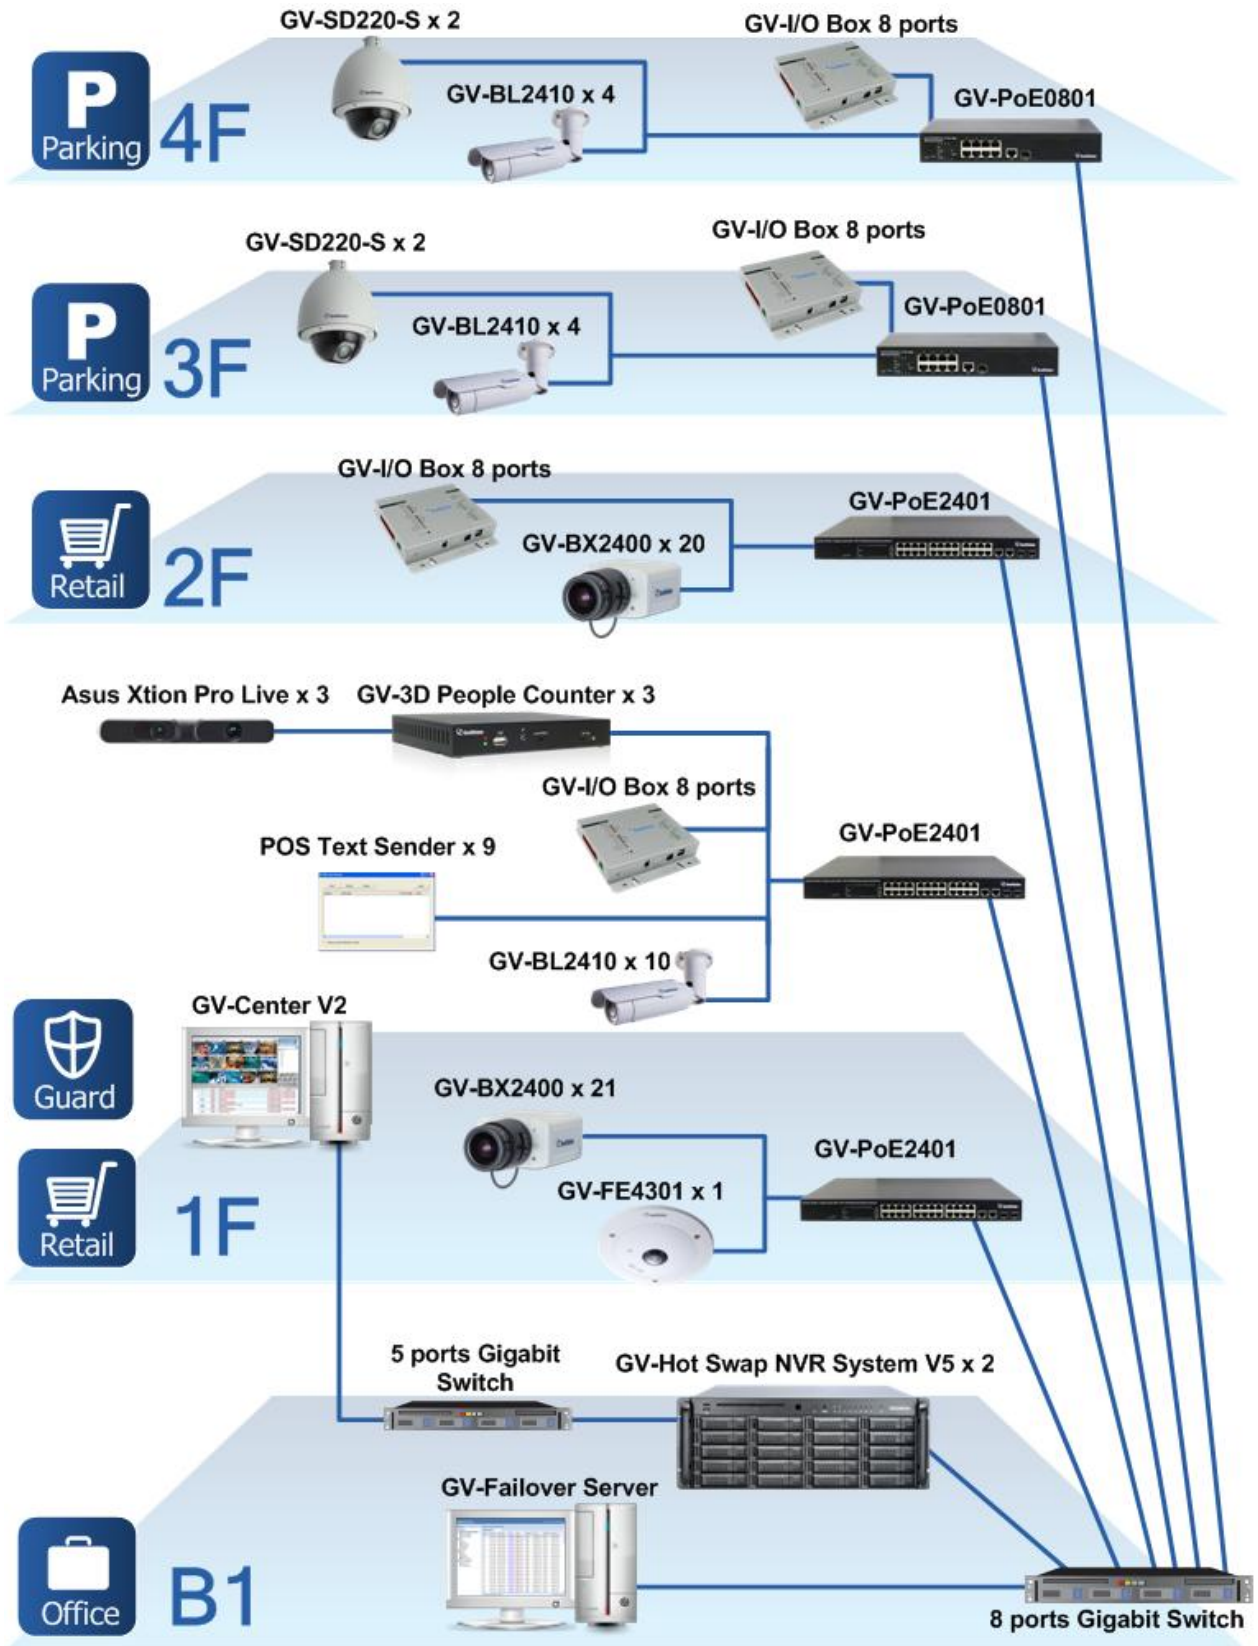 GV-SD220-S x 2
GV-I/O Box 8 ports
GV-BL2410 x 4
GV-PoE0801
P
Parking
4F
GV-SD220-S x 2
GV-I/O Box 8 ports
GV-BL2410 x 4
GV-PoE0801
P
Parking
3F
GV-I/O Box 8 ports
GV-PoE2401
GV-BX2400 x 20
Retail
2F
Asus Xtion Pro Live x 3
GV-3D People Counter x 3
GV-I/O Box 8 ports
GV-PoE2401
POS Text Sender x 9
GV-BL2410 x 10
GV-Center V2
Guard
GV-BX2400 x 21
GV-PoE2401
GV-FE4301 x 1
Retail
1F
5 ports Gigabit
Switch
GV-Hot Swap NVR System V5 x 2
GV-Failover Server
Office
B1
8 ports Gigabit Switch